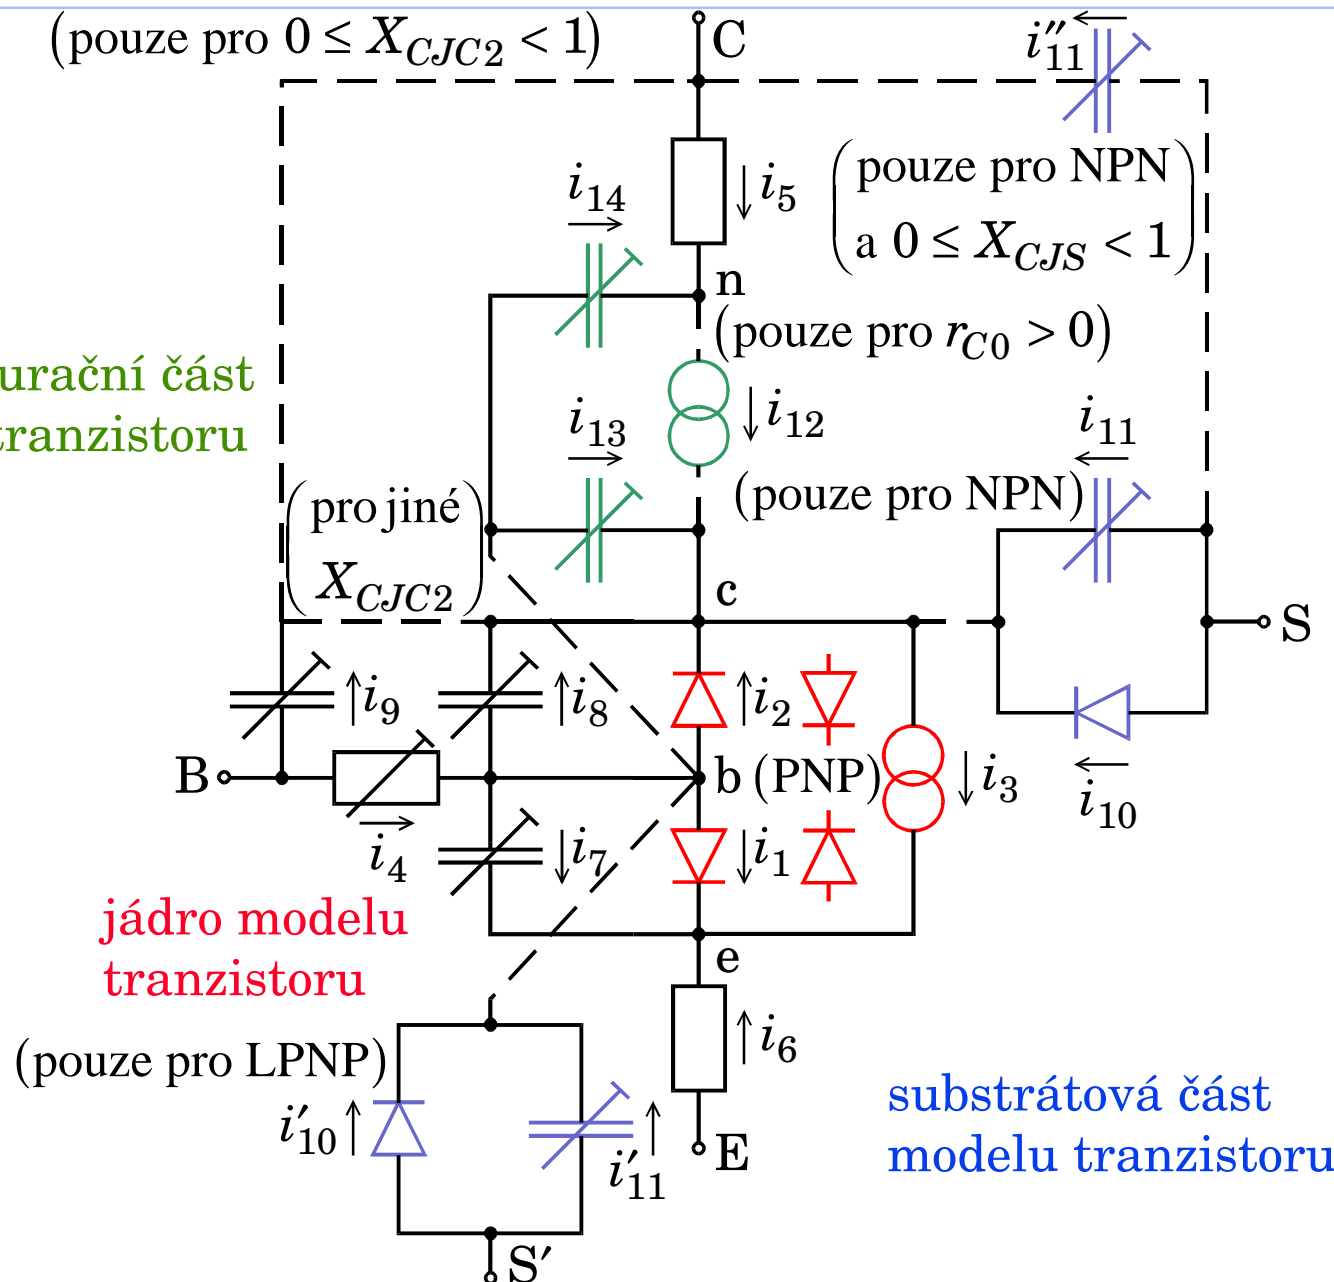 (pouze pro 0 ≤ X_CJC2 < 1)
C
i″11
(pouze pro NPN
a 0 ≤ X_CJS < 1)
i14
i5
n
(pouze pro r_C0 > 0)
urační část
tranzistoru
i13
i12
i11
(pro jiné
X_CJC2)
(pouze pro NPN)
c
S
i9
i8
i2
B
b (PNP)
i3
i10
i4
i7
i1
jádro modelu
tranzistoru
e
(pouze pro LPNP)
i6
substrátová část
modelu tranzistoru
i′10
i′11
E
S′